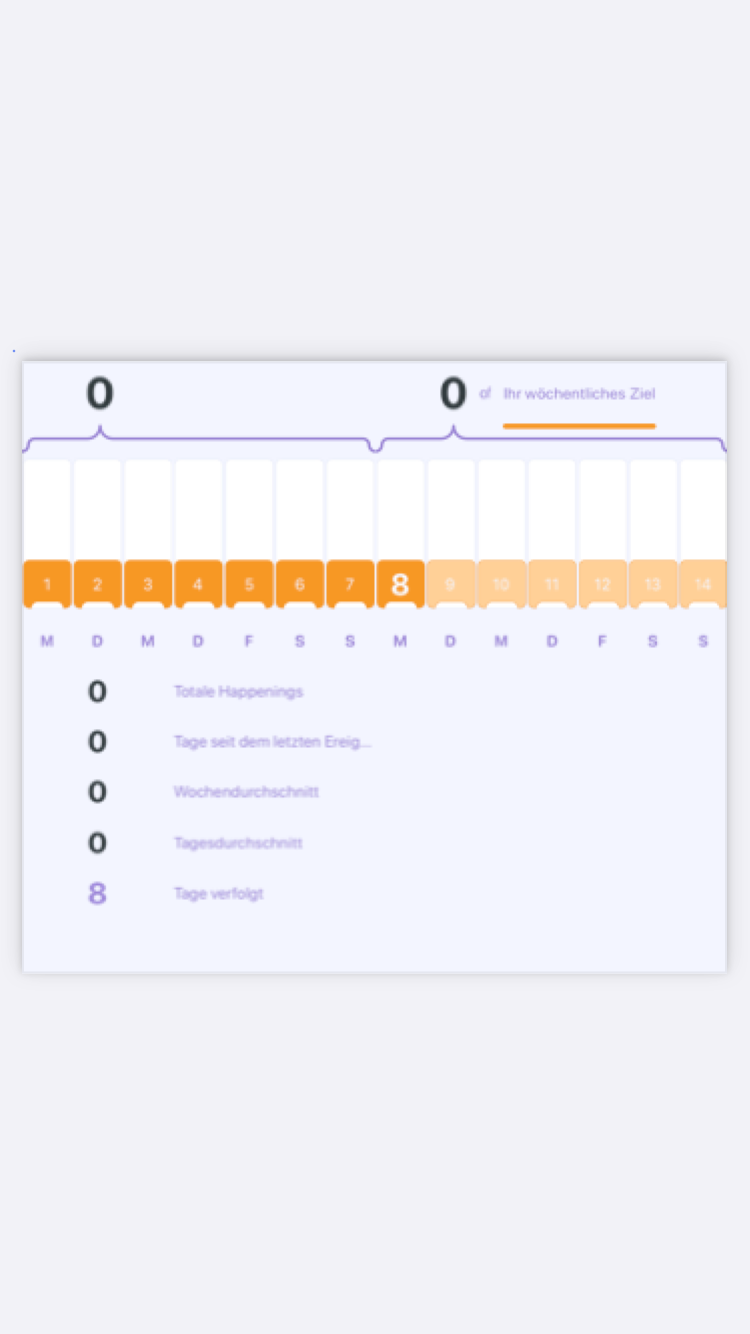 0 0 of Ihr wöchentliches Ziel
1 2 3 4 5 6 7 8 9 10 11 12 13 14
M D M D F S S M D M D F S S
0 Totale Happenings
0 Tage seit dem letzten Ereig...
0 Wochendurchschnitt
0 Tagesdurchschnitt
8 Tage verfolgt